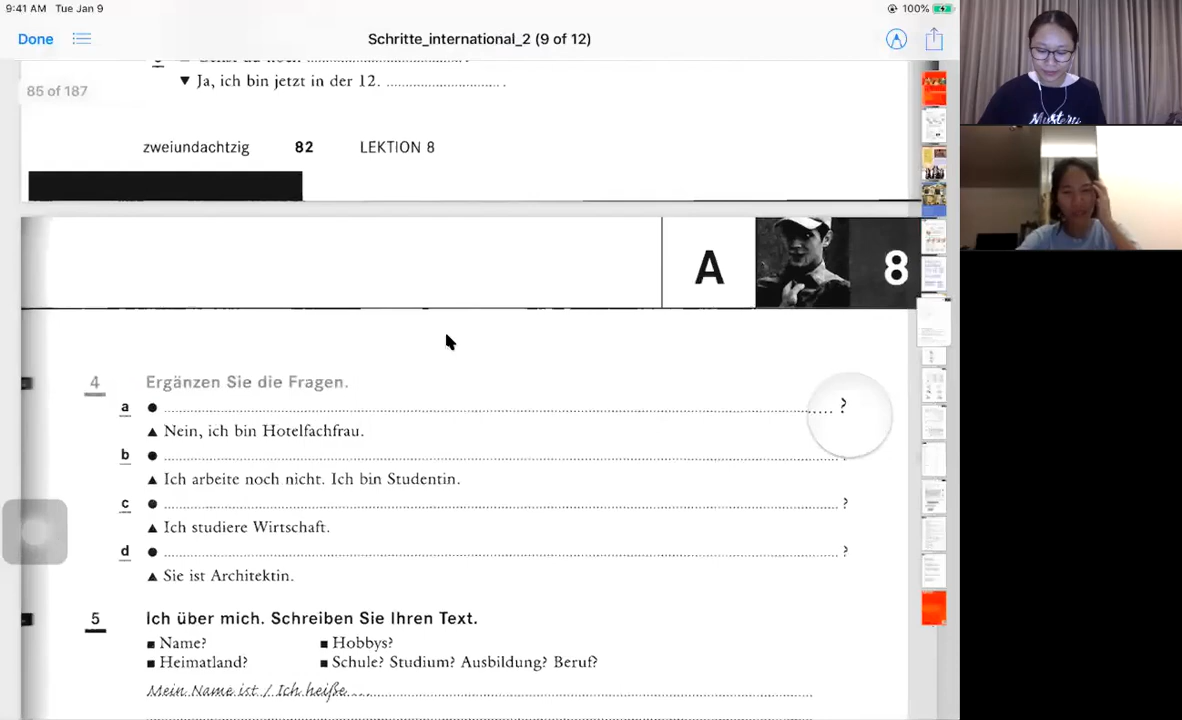 9:41 AM Tue Jan 9
100%
Done
Schritte_international_2 (9 of 12)
85 of 187
▼ Ja, ich bin jetzt in der 12. ................................ .
zweiundachtzig 82 LEKTION 8
A 8
4 Ergänzen Sie die Fragen.
a ● ................................ ?
▲ Nein, ich bin Hotelfachfrau.
b ● ................................
▲ Ich arbeite noch nicht. Ich bin Studentin.
c ● ................................ ?
▲ Ich studiere Wirtschaft.
d ● ................................ ?
▲ Sie ist Architektin.
5 Ich über mich. Schreiben Sie Ihren Text.
■ Name? ■ Hobbys?
■ Heimatland? ■ Schule? Studium? Ausbildung? Beruf?
Mein Name ist / Ich heiße ................................